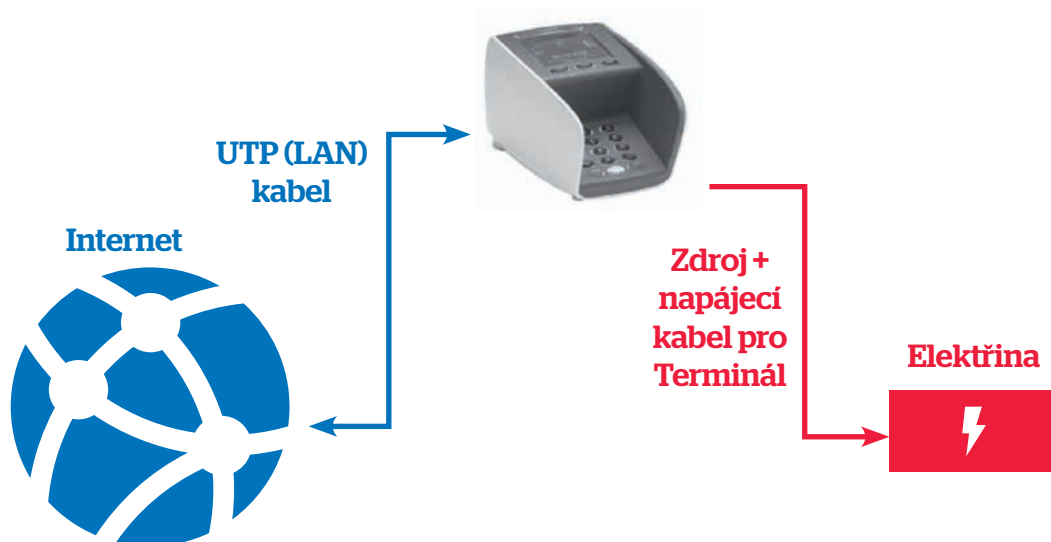 UTP (LAN)
kabel
Internet
Zdroj +
napájecí
kabel pro
Terminál
Elektřina